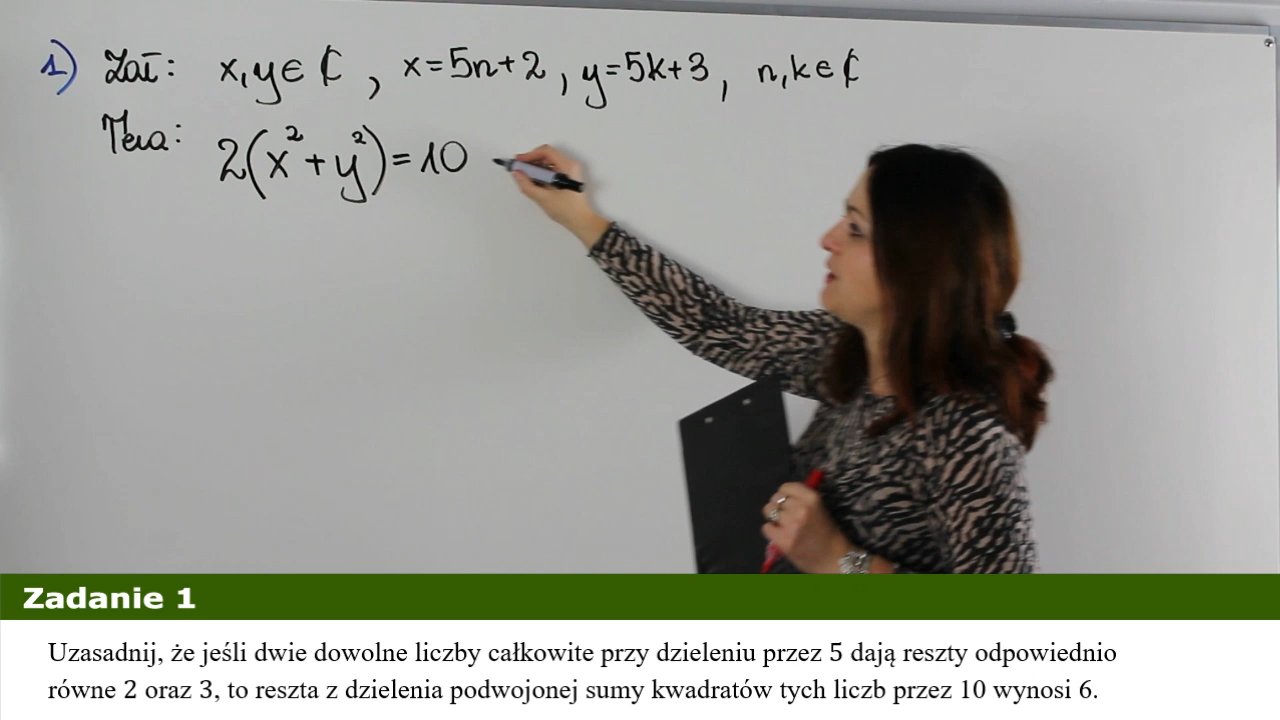 1) Zał: x,y∈ℂ, x=5n+2, y=5k+3, n,k∈ℂ
Teza: 2(x²+y²)=10
Zadanie 1
Uzasadnij, że jeśli dwie dowolne liczby całkowite przy dzieleniu przez 5 dają reszty odpowiednio
równe 2 oraz 3, to reszta z dzielenia podwojonej sumy kwadratów tych liczb przez 10 wynosi 6.